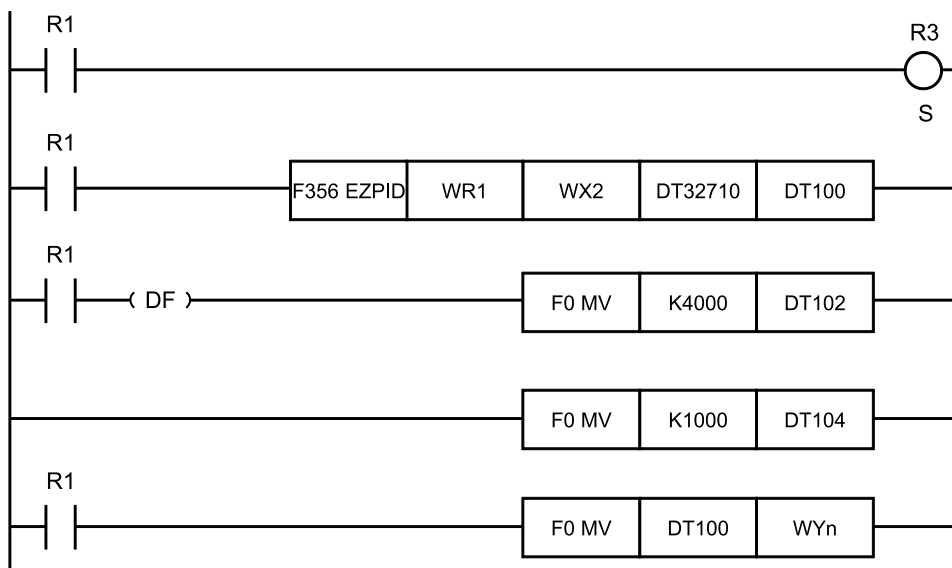 R1
R3
S
R1
F356 EZPID WR1 WX2 DT32710 DT100
R1
( DF )
F0 MV K4000 DT102
F0 MV K1000 DT104
R1
F0 MV DT100 WYn